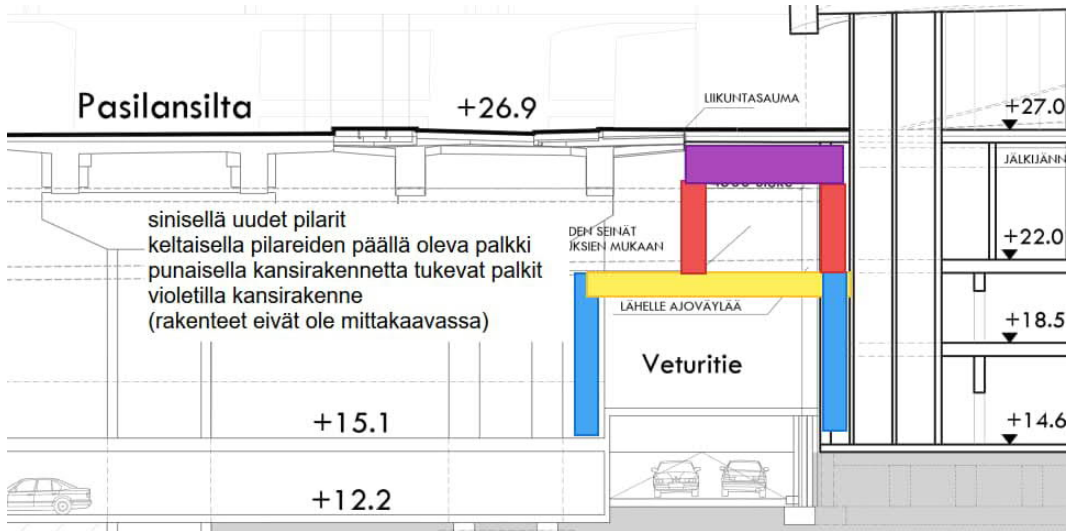 Pasilansilta
+26.9
LIIKUNTASAUMA
+27.0
JÄLKIJÄNN
sinisellä uudet pilarit
keltaisella pilareiden päällä oleva palkki
punaisella kansirakennetta tukevat palkit
violetilla kansirakenne
(rakenteet eivät ole mittakaavassa)
DEN SEINÄT
JKSIEN MUKAAN
+22.0
LÄHELLE AJOVÄYLÄÄ
+18.5
Veturitie
+15.1
+14.6
+12.2